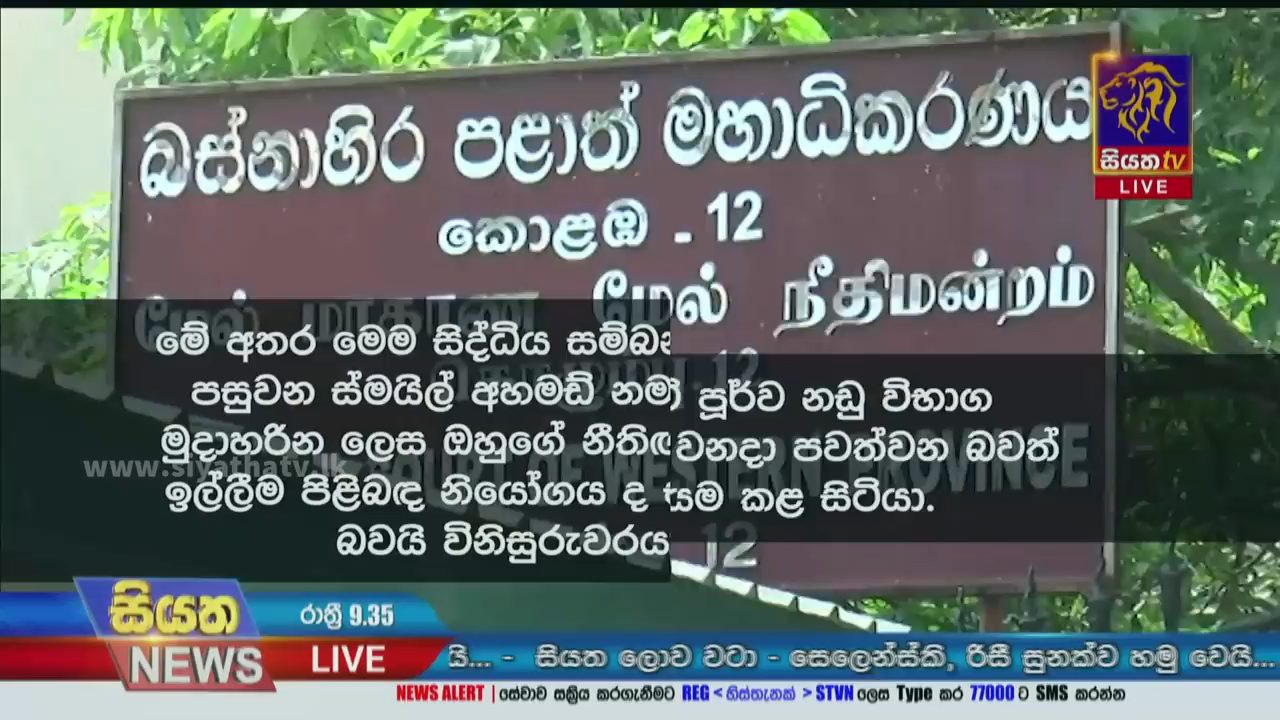 බස්නාහිර පළාත් මහාධිකරණය
කොළඹ - 12
மேல் மாகாண மேல் நீதிமன்றம்
සියත tv
LIVE
මේ අතර මෙම සිද්ධිය
පසුවන ස්මයිල් අහමඩ් නම්
මුදාහරින ලෙස ඔහුගේ
ඉල්ලීම පිළිබඳ නියෝගය ද
බවයි විනිසුරුවරය
පූර්ව නඩු විභාග
වනදා පවත්වන බවත්
කළ සිටියා.
COURT OF WESTERN PROVINCE
12
www.siyathatv.lk
සියත
NEWS
රාත්‍රී 9.35
LIVE
යි... - සියත ලොව වටා - සෙලෙන්ස්කි, රිසී සුනක්ව හමු වෙයි...
NEWS ALERT | සේවාව සක්‍රිය කරගැනීමට REG < හිස්තැනක් > STVN ලෙස Type කර 77000 ට SMS කරන්න